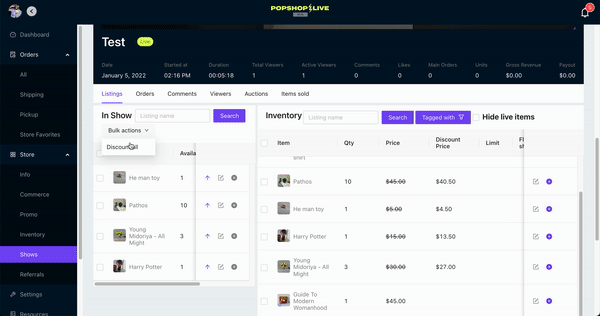 POPSHOP LIVE
Dashboard
Orders
All
Shipping
Pickup
Store Favorites
Store
Info
Commerce
Promo
Inventory
Shows
Referrals
Settings
Resources
Test Live
Date Started at Duration Total Viewers Active Viewers Comments Likes Main Orders Units Gross Revenue Payout
January 5, 2022 02:16 PM 00:05:18 1 1 0 0 0 0 $0.00 $0.00
Listings Orders Comments Viewers Auctions Items sold
In Show Listing name Search
Bulk actions
Discount all
Availa
He man toy 1
Pathos 10
Young Midoriya - All Might 3
Harry Potter 1
Inventory Listing name Search Tagged with Hide live items
Item Qty Price Discount Price Limit
shirt
Pathos 10 $45.00 $40.50
He man toy 1 $5.00 $4.50
Harry Potter 1 $15.00 $13.50
Young Midoriya - All Might 3 $30.00 $27.00
Guide To Modern Womanhood 1 $45.00